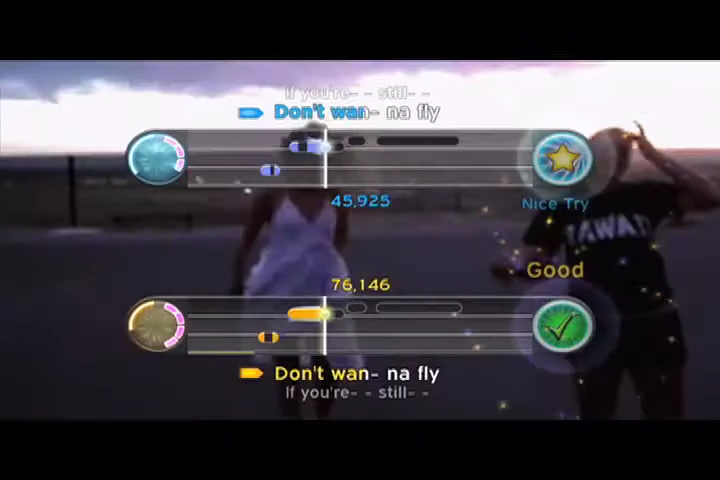 If you're- - still- -
Don't wan- na fly
45,925
Nice Try
76,146
Good
Don't wan- na fly
If you're- - still- -